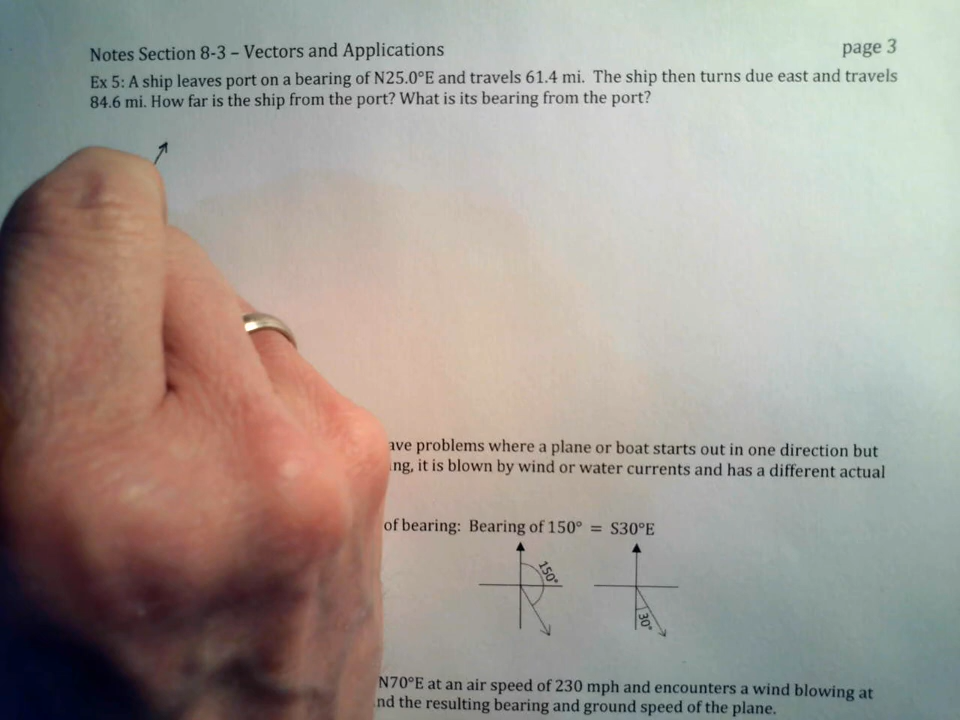 Notes Section 8-3 – Vectors and Applications page 3
Ex 5: A ship leaves port on a bearing of N25.0°E and travels 61.4 mi. The ship then turns due east and travels
84.6 mi. How far is the ship from the port? What is its bearing from the port?
problems where a plane or boat starts out in one direction but
it is blown by wind or water currents and has a different actual
of bearing: Bearing of 150° = S30°E
150°
30°
N70°E at an air speed of 230 mph and encounters a wind blowing at
the resulting bearing and ground speed of the plane.